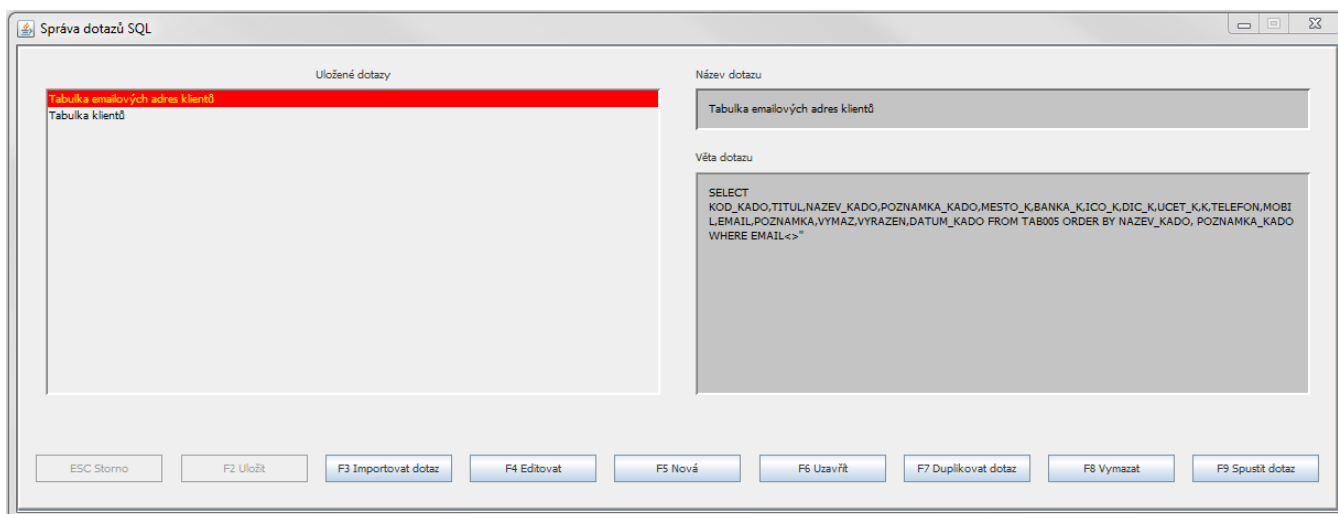 Správa dotazů SQL
Uložené dotazy
Tabulka emailových adres klientů
Tabulka klientů
Název dotazu
Tabulka emailových adres klientů
Věta dotazu
SELECT
KOD_KADO,TITUL,NAZEV_KADO,POZNAMKA_KADO,MESTO_K,BANKA_K,ICO_K,DIC_K,UCET_K,K,TELEFON,MOBI
L,EMAIL,POZNAMKA,VYMAZ,VYRAZEN,DATUM_KADO FROM TAB005 ORDER BY NAZEV_KADO, POZNAMKA_KADO
WHERE EMAIL<>"
ESC Storno
F2 Uložit
F3 Importovat dotaz
F4 Editovat
F5 Nová
F6 Uzavřít
F7 Duplikovat dotaz
F8 Vymazat
F9 Spustit dotaz